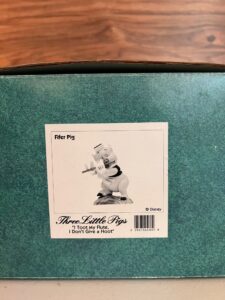 Fifer Pig
© Disney
Three Little Pigs
"I Toot My Flute,
I Don't Give a Hoot"